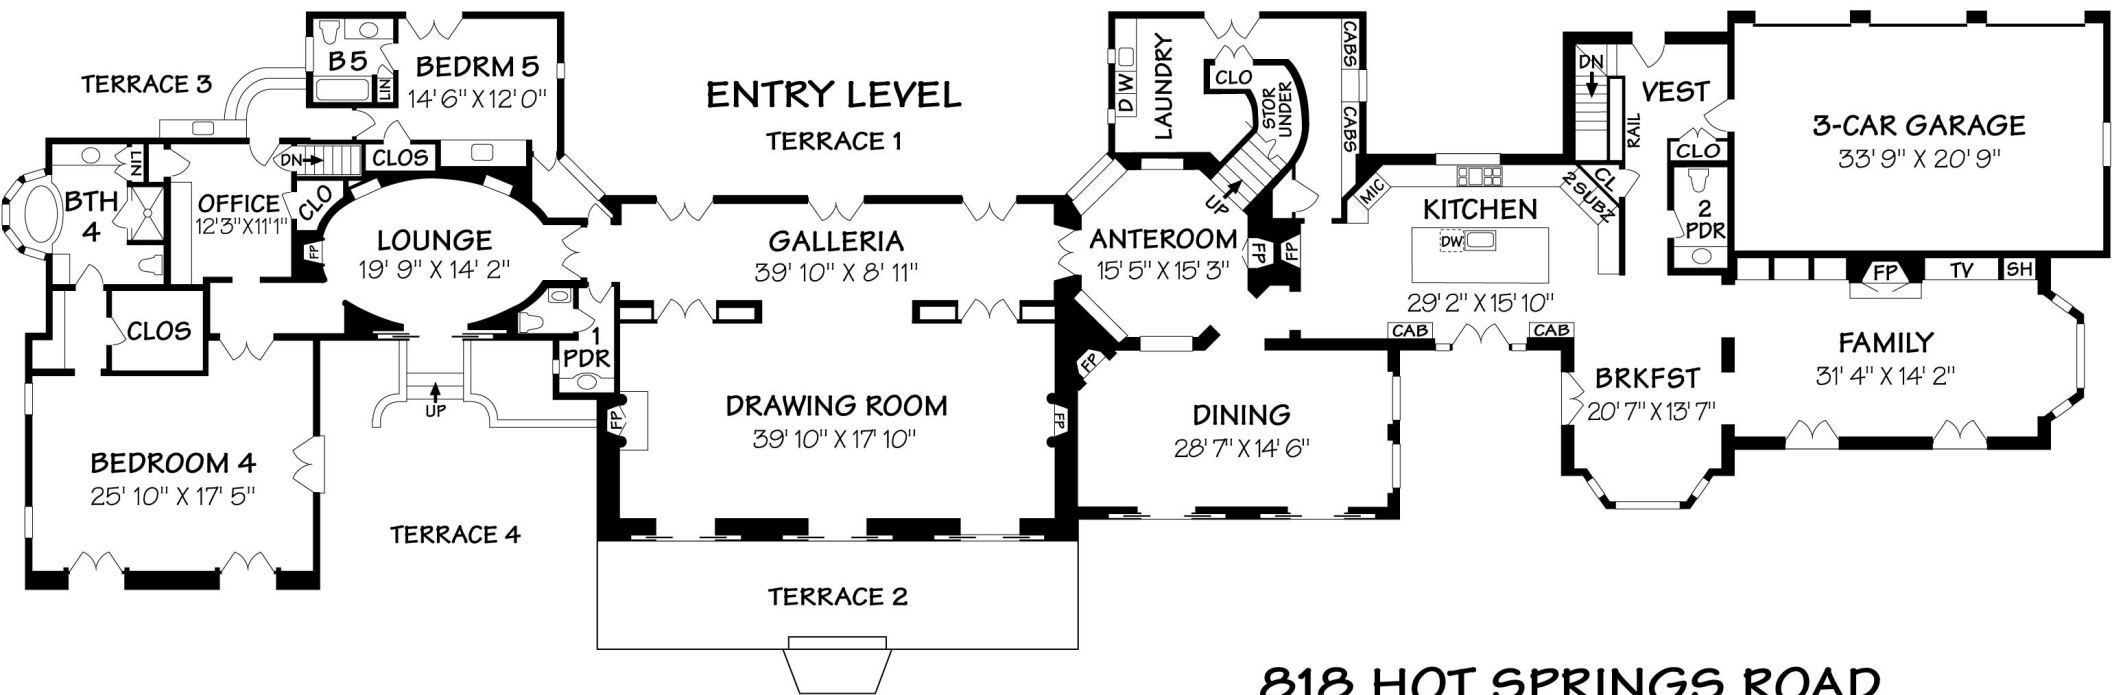 TERRACE 3
B 5
LIN
BEDRM 5
14' 6" X 12' 0"
ENTRY LEVEL
TERRACE 1
LAUNDRY
D W
CLO
STOR
UNDER
CABS
CABS
UP
DN
VEST
RAIL
CLO
3-CAR GARAGE
33' 9" X 20' 9"
LIN
BTH
4
OFFICE
12'3"X11'1"
DN
CLOS
CLO
FP
LOUNGE
19' 9" X 14' 2"
GALLERIA
39' 10" X 8' 11"
ANTEROOM
15' 5" X 15' 3"
FP
FP
MIC
KITCHEN
DW
29' 2" X 15' 10"
2 SUBZ
CL
2
PDR
CAB
CAB
FP
TV
SH
FAMILY
31' 4" X 14' 2"
CLOS
1
PDR
UP
BEDROOM 4
25' 10" X 17' 5"
TERRACE 4
FP
DRAWING ROOM
39' 10" X 17' 10"
FP
FP
DINING
28' 7" X 14' 6"
BRKFST
20' 7" X 13' 7"
TERRACE 2
818 HOT SPRINGS ROAD